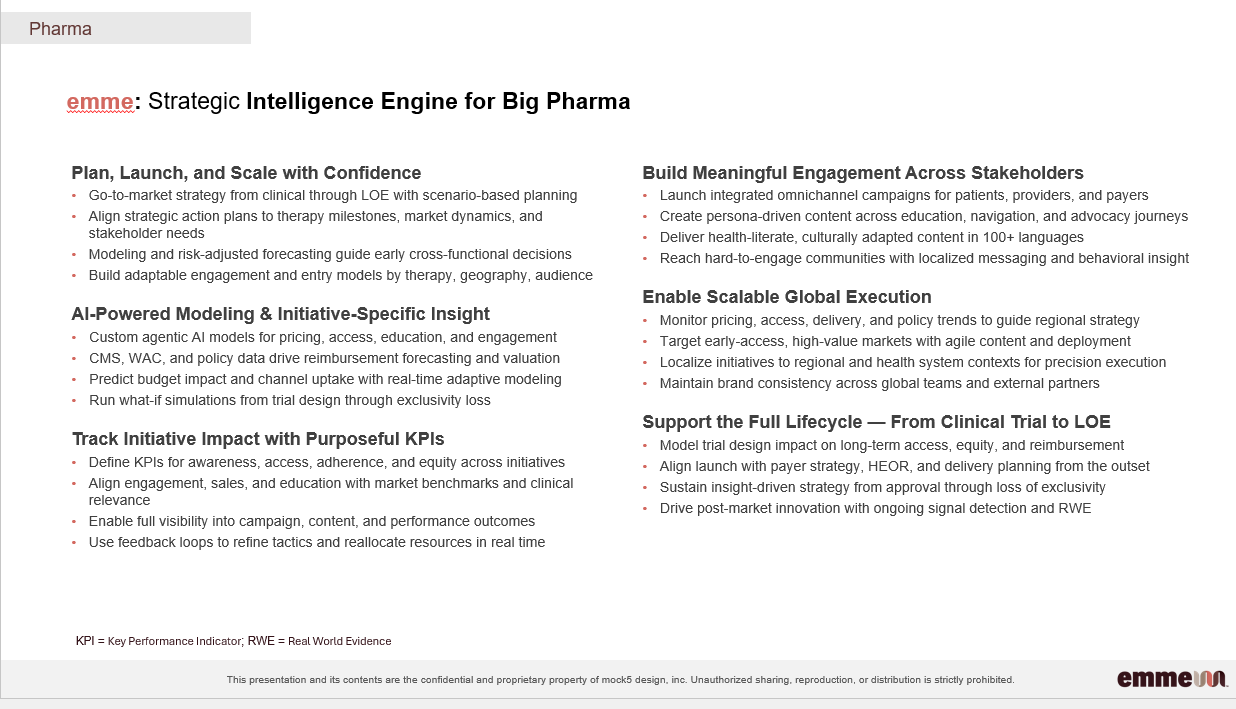 Pharma
emme: Strategic Intelligence Engine for Big Pharma
Plan, Launch, and Scale with Confidence
• Go-to-market strategy from clinical through LOE with scenario-based planning
• Align strategic action plans to therapy milestones, market dynamics, and
stakeholder needs
• Modeling and risk-adjusted forecasting guide early cross-functional decisions
• Build adaptable engagement and entry models by therapy, geography, audience
AI-Powered Modeling & Initiative-Specific Insight
• Custom agentic AI models for pricing, access, education, and engagement
• CMS, WAC, and policy data drive reimbursement forecasting and valuation
• Predict budget impact and channel uptake with real-time adaptive modeling
• Run what-if simulations from trial design through exclusivity loss
Track Initiative Impact with Purposeful KPIs
• Define KPIs for awareness, access, adherence, and equity across initiatives
• Align engagement, sales, and education with market benchmarks and clinical
relevance
• Enable full visibility into campaign, content, and performance outcomes
• Use feedback loops to refine tactics and reallocate resources in real time
Build Meaningful Engagement Across Stakeholders
• Launch integrated omnichannel campaigns for patients, providers, and payers
• Create persona-driven content across education, navigation, and advocacy journeys
• Deliver health-literate, culturally adapted content in 100+ languages
• Reach hard-to-engage communities with localized messaging and behavioral insight
Enable Scalable Global Execution
• Monitor pricing, access, delivery, and policy trends to guide regional strategy
• Target early-access, high-value markets with agile content and deployment
• Localize initiatives to regional and health system contexts for precision execution
• Maintain brand consistency across global teams and external partners
Support the Full Lifecycle — From Clinical Trial to LOE
• Model trial design impact on long-term access, equity, and reimbursement
• Align launch with payer strategy, HEOR, and delivery planning from the outset
• Sustain insight-driven strategy from approval through loss of exclusivity
• Drive post-market innovation with ongoing signal detection and RWE
KPI = Key Performance Indicator; RWE = Real World Evidence
This presentation and its contents are the confidential and proprietary property of mock5 design, inc. Unauthorized sharing, reproduction, or distribution is strictly prohibited.
emme